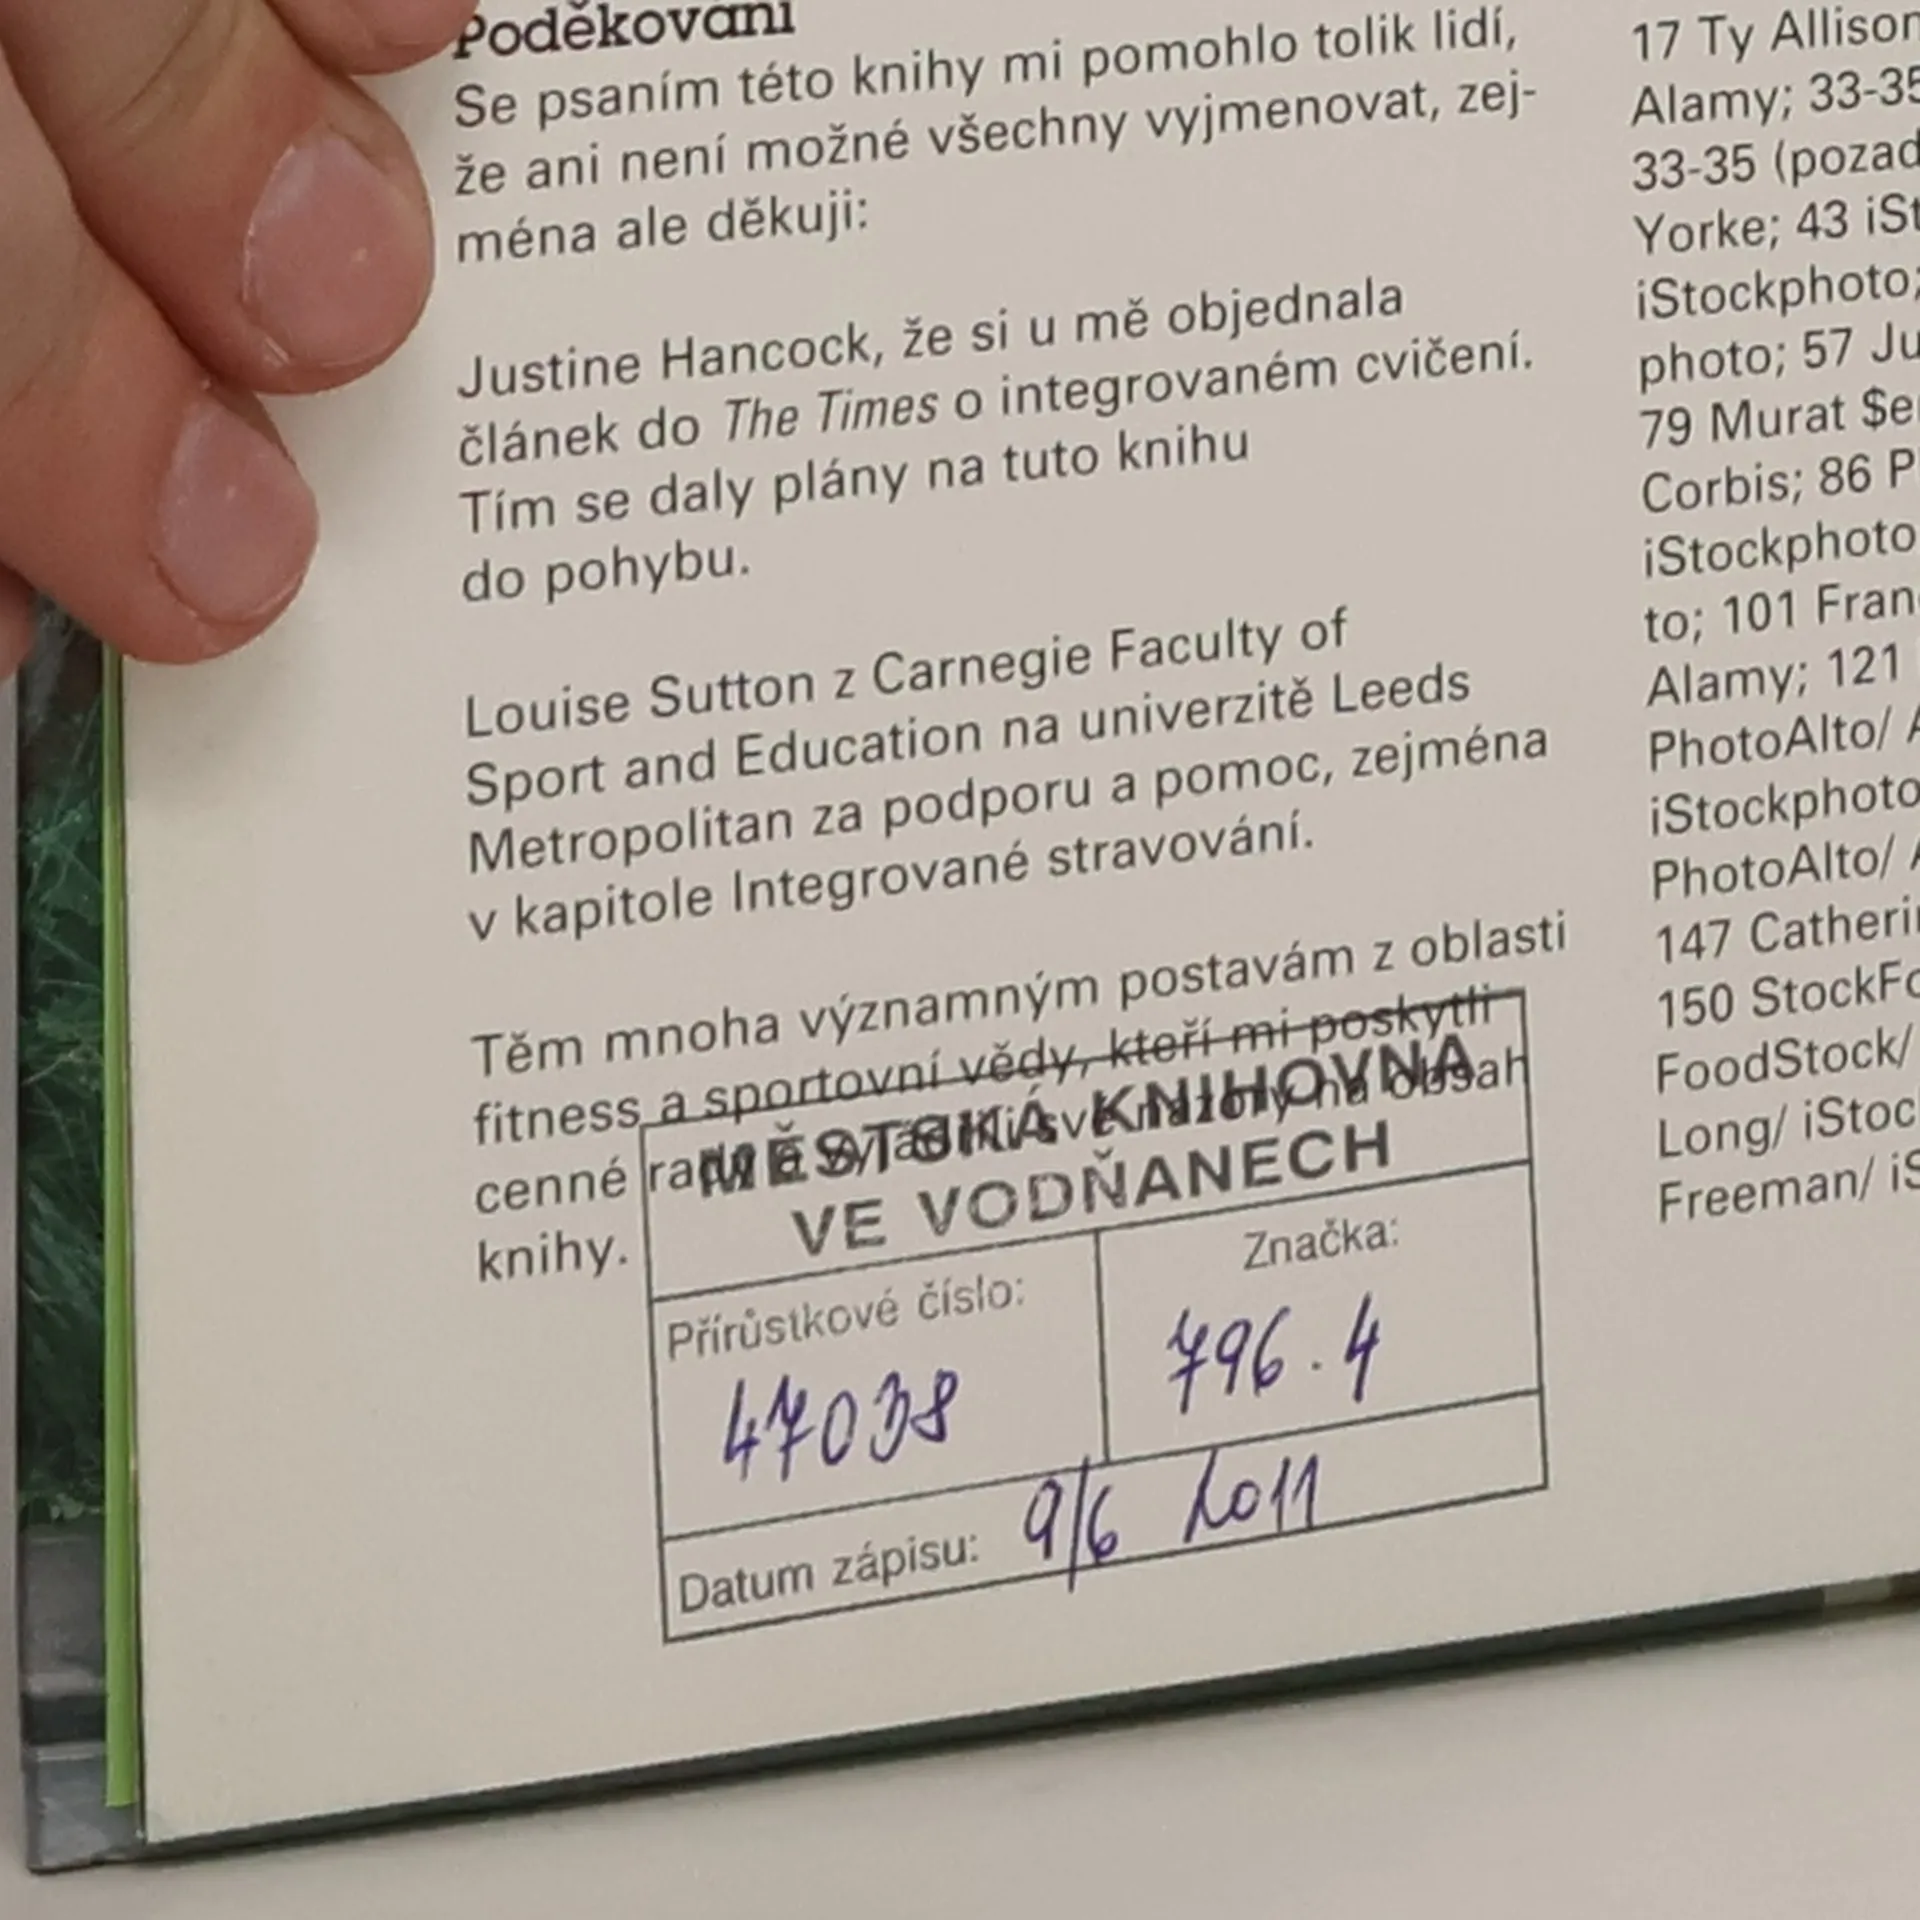 Poděkování
Se psaním této knihy mi pomohlo tolik lidí,
že ani není možné všechny vyjmenovat, zej-
ména ale děkuji:
Justine Hancock, že si u mě objednala
článek do The Times o integrovaném cvičení.
Tím se daly plány na tuto knihu
do pohybu.
Louise Sutton z Carnegie Faculty of
Sport and Education na univerzitě Leeds
Metropolitan za podporu a pomoc, zejména
v kapitole Integrované stravování.
Těm mnoha významným postavám z oblasti
fitness a sportovní vědy, kteří mi poskytli
cenné rady a své názory na obsah
knihy.
MĚSTSKÁ KNIHOVNA
VE VODŇANECH
Přírůstkové číslo:
47038
Značka:
796.4
Datum zápisu: 9/6 2011
17 Ty Allison
Alamy; 33-35
33-35 (pozad
Yorke; 43 iSt
iStockphoto;
photo; 57 Ju
79 Murat $e
Corbis; 86 P
iStockphoto
to; 101 Fran
Alamy; 121
PhotoAlto/ A
iStockphoto
PhotoAlto/ A
147 Catheri
150 StockFo
FoodStock/
Long/ iStoc
Freeman/ iS